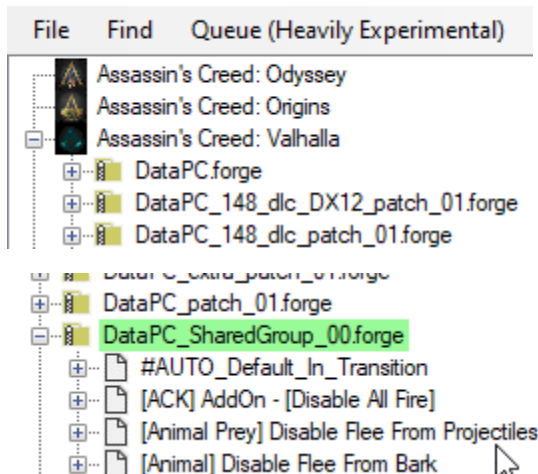 File Find Queue (Heavily Experimental)
Assassin's Creed: Odyssey
Assassin's Creed: Origins
Assassin's Creed: Valhalla
DataPC.forge
DataPC_148_dlc_DX12_patch_01.forge
DataPC_148_dlc_patch_01.forge
DataPC_extra_patch_01.forge
DataPC_patch_01.forge
DataPC_SharedGroup_00.forge
#AUTO_Default_In_Transition
[ACK] AddOn - [Disable All Fire]
[Animal Prey] Disable Flee From Projectiles
[Animal] Disable Flee From Bark